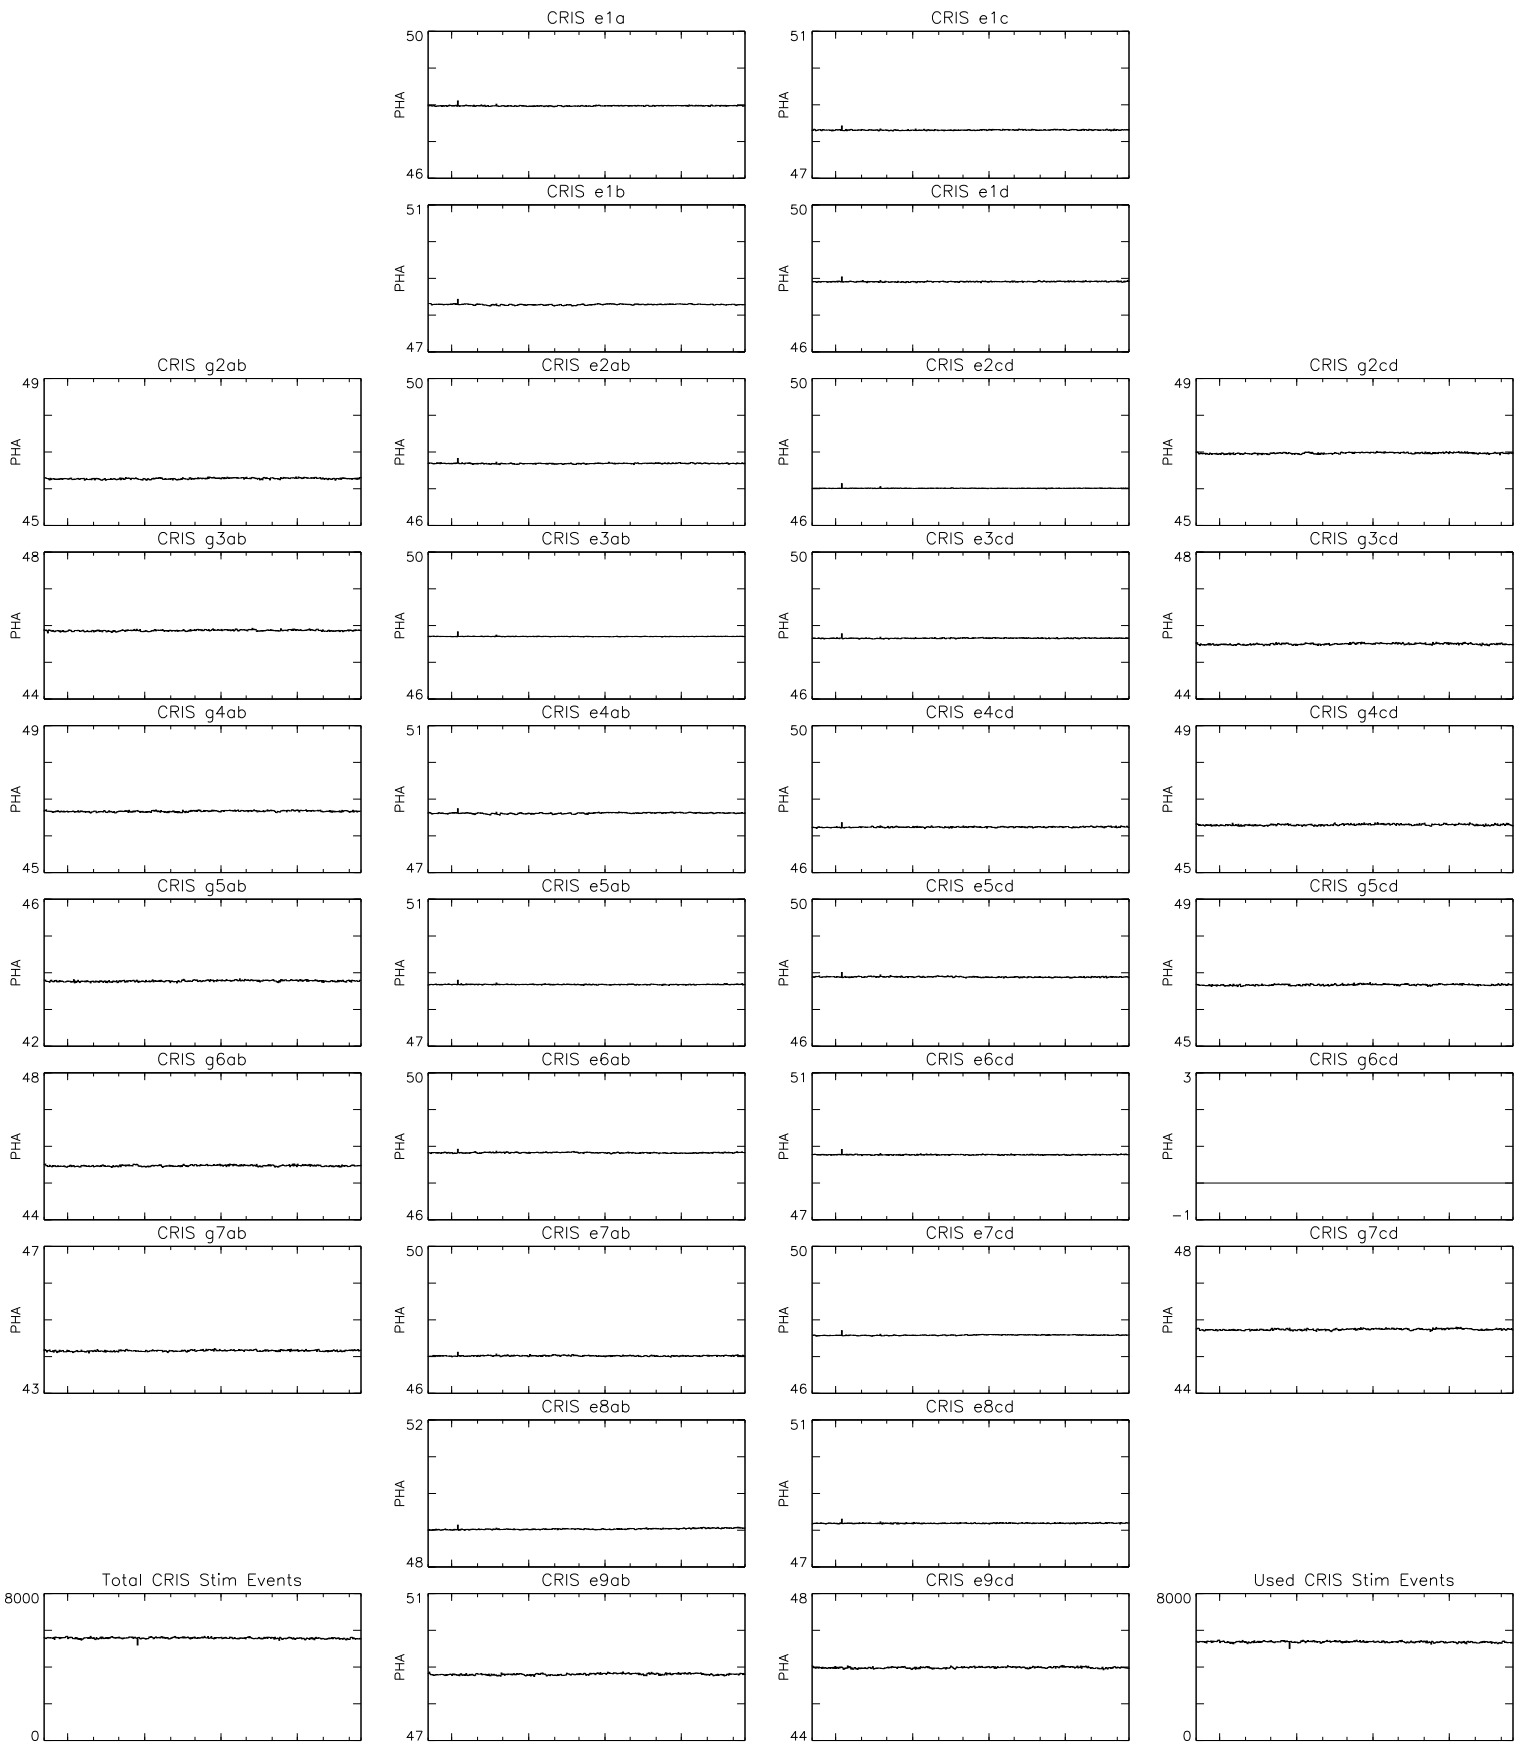 CRIS e1a
CRIS e1c
50
PHA
46
51
PHA
47
CRIS e1b
CRIS e1d
51
PHA
47
50
PHA
46
CRIS g2ab
CRIS e2ab
CRIS e2cd
CRIS g2cd
49
PHA
45
50
PHA
46
50
PHA
46
49
PHA
45
CRIS g3ab
CRIS e3ab
CRIS e3cd
CRIS g3cd
48
PHA
44
50
PHA
46
50
PHA
46
48
PHA
44
CRIS g4ab
CRIS e4ab
CRIS e4cd
CRIS g4cd
49
PHA
45
51
PHA
47
50
PHA
46
49
PHA
45
CRIS g5ab
CRIS e5ab
CRIS e5cd
CRIS g5cd
46
PHA
42
51
PHA
47
50
PHA
46
49
PHA
45
CRIS g6ab
CRIS e6ab
CRIS e6cd
CRIS g6cd
48
PHA
44
50
PHA
46
51
PHA
47
3
PHA
−1
CRIS g7ab
CRIS e7ab
CRIS e7cd
CRIS g7cd
47
PHA
43
50
PHA
46
50
PHA
46
48
PHA
44
CRIS e8ab
CRIS e8cd
52
PHA
48
51
PHA
47
Total CRIS Stim Events
CRIS e9ab
CRIS e9cd
Used CRIS Stim Events
8000
0
51
PHA
47
48
PHA
44
8000
0